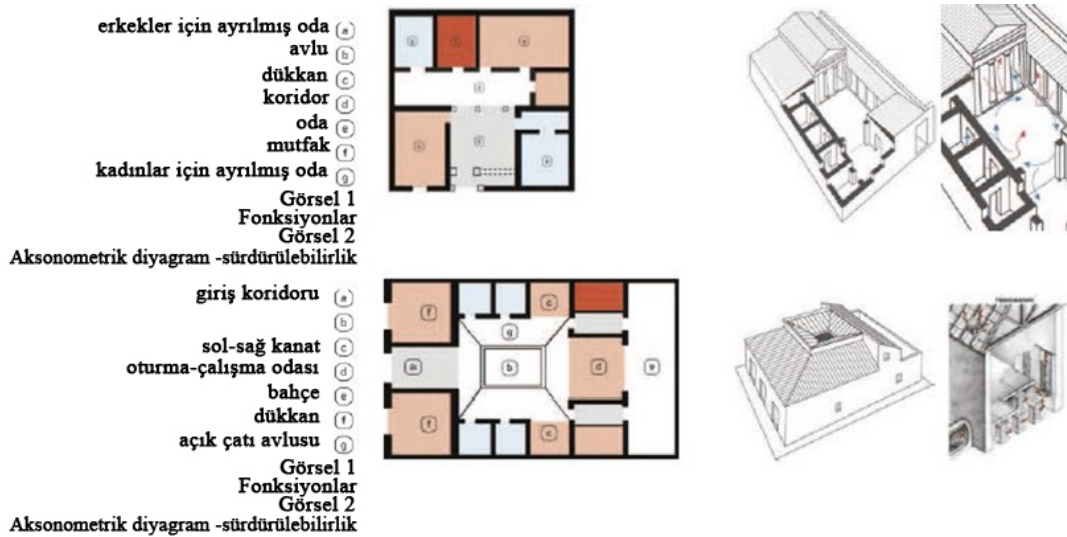 erkekler için ayrılmış oda a
avlu b
dükkan c
koridor d
oda e
mutfak f
kadınlar için ayrılmış oda g
Görsel 1
Fonksiyonlar
Görsel 2
Aksonometrik diyagram -sürdürülebilirlik
giriş koridoru a
b
sol-sağ kanat c
oturma-çalışma odası d
bahçe e
dükkan f
açık çatı avlusu g
Görsel 1
Fonksiyonlar
Görsel 2
Aksonometrik diyagram -sürdürülebilirlik
f
c
g
a
b
d
e
f
c